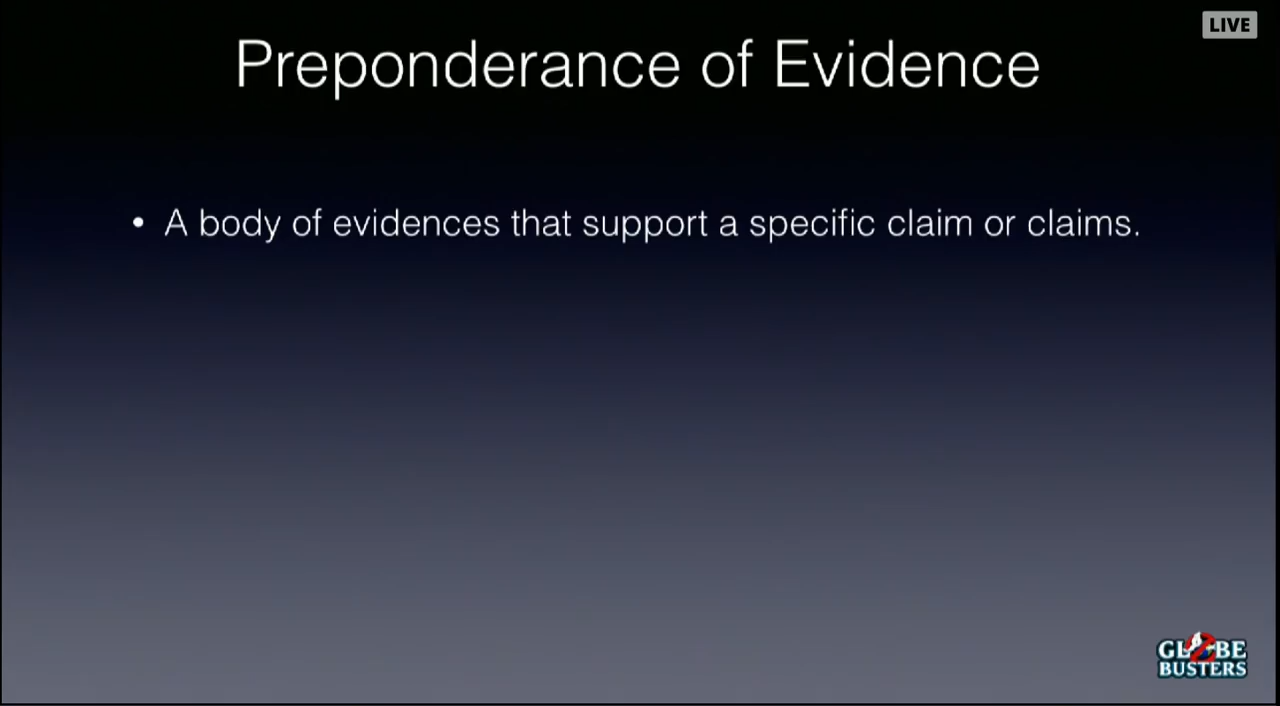 LIVE
Preponderance of Evidence
• A body of evidences that support a specific claim or claims.
GLOBE
BUSTERS